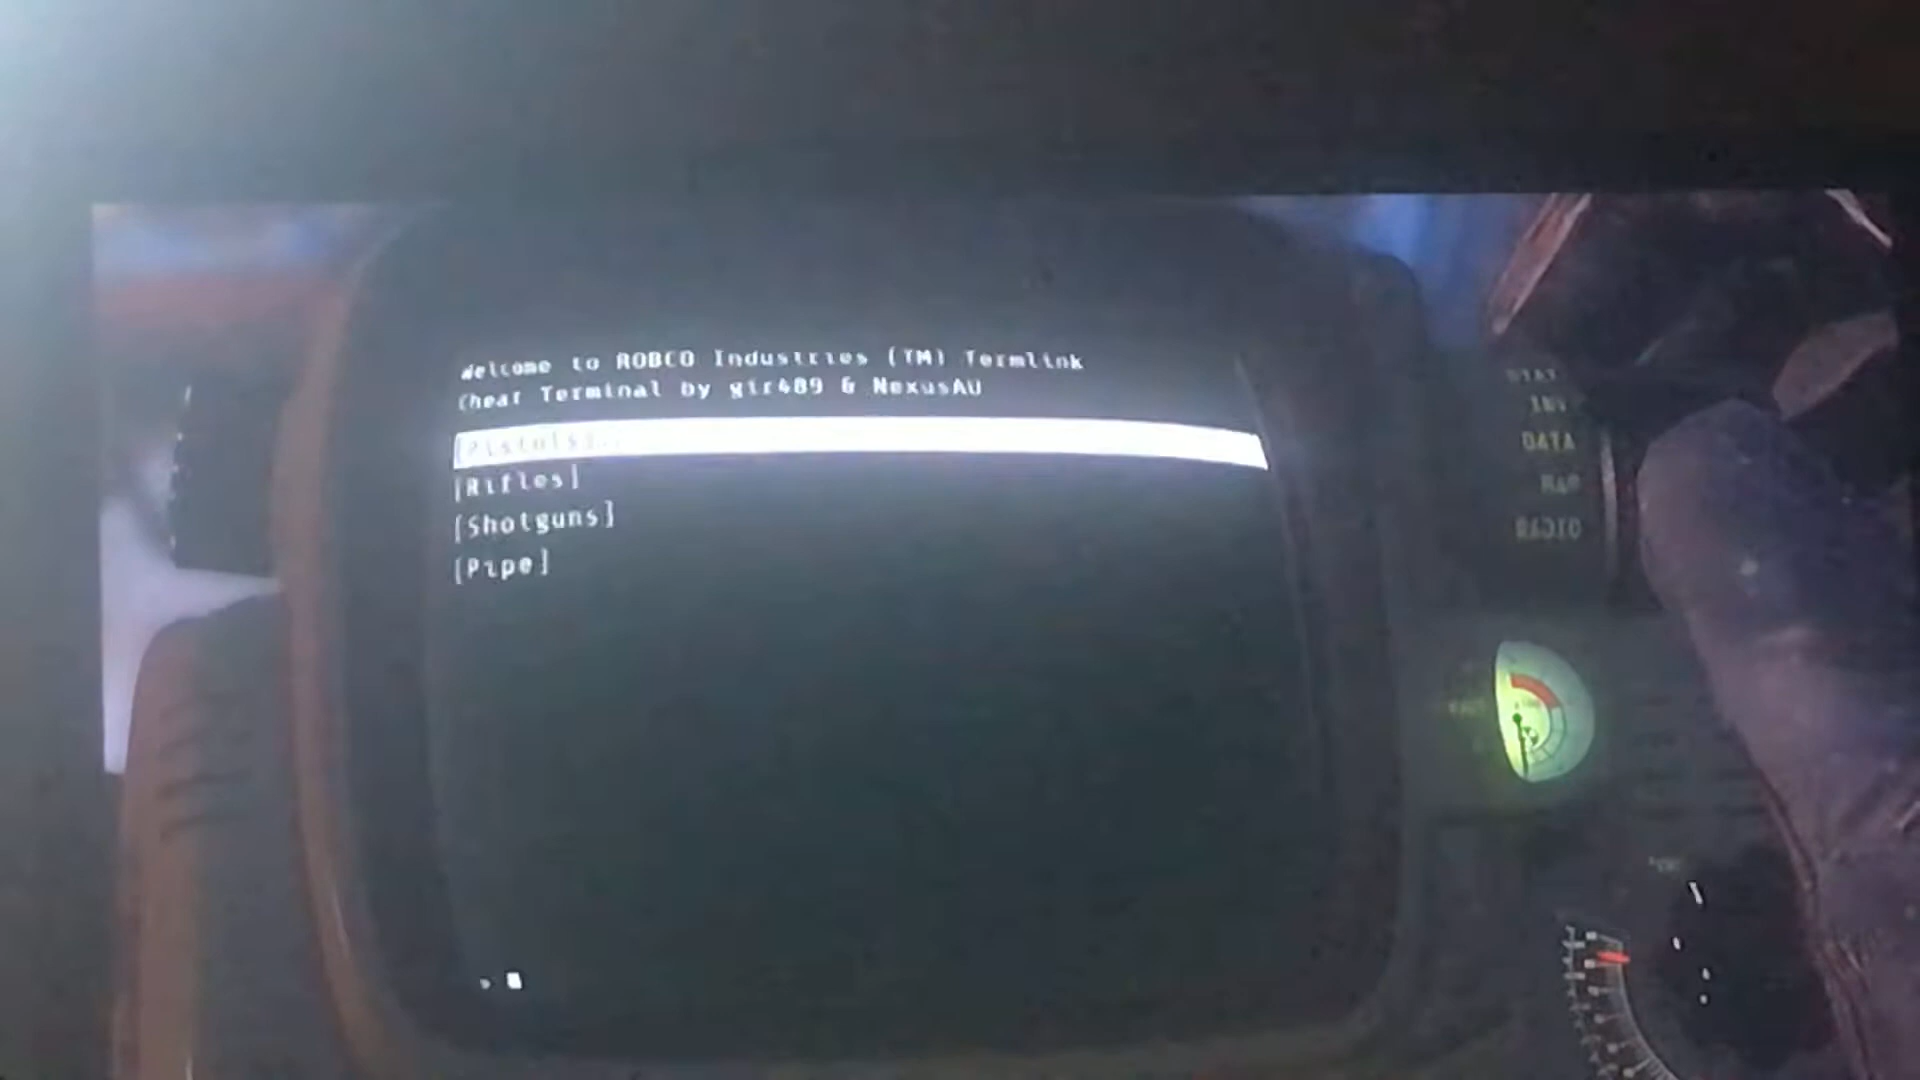 Welcome to ROBCO Industries (TM) Termlink
Cheat Terminal by gir489 & NexusAU
[Pistols]..
[Rifles]
[Shotguns]
[Pipe]
>
STAT
INV
DATA
MAP
RADIO